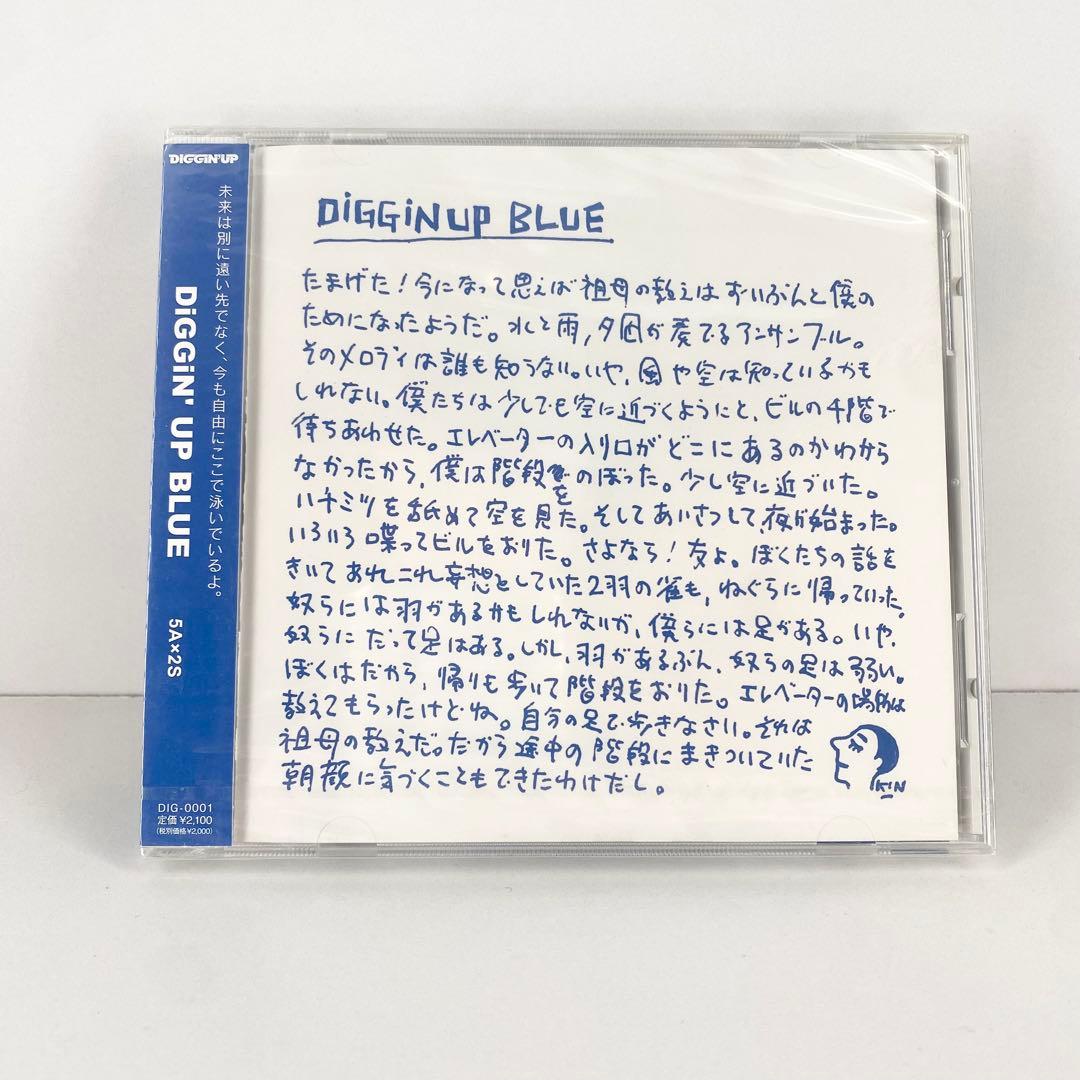 DIGGIN'UP
未来は別に遠い先でなく、今も自由にここで泳いでいるよ。
DiGGiN' UP BLUE
5A×2S
DIG-0001
定価¥2,100
(税別価格¥2,000)
DiGGiN UP BLUE
たまげた！今になって思えば祖母の教えはずいぶんと僕の
ためになったようだ。水と雨,夕凪が奏でるアンサンブル。
そのメロディは誰も知らない。いや,風や空は知っているかも
しれない。僕たちは少しでも空に近づくようにと、ビルの4階で
待ちあわせた。エレベーターの入り口がどこにあるのかわから
なかったから,僕は階段をのぼった。少し空に近づいた。
ハチミツを舐めて空を見た。そしてあいさつして,夜が始まった。
いろいろ喋ってビルをおりた。さよなら！友よ。ぼくたちの話を
きいてあれこれ妄想としていた2羽の雀も,ねぐらに帰っていった。
奴らには羽があるかもしれないが,僕らには足がある。いや,
奴らにだって足はある。しかし,羽があるぶん,奴らの足は弱い。
ぼくはだから,帰りも歩いて階段をおりた。エレベーターの場所は
教えてもらったけどね。自分の足で歩きなさい。それは
祖母の教えだ。だから途中の階段にまきついていた
朝顔に気づくこともできたわけだし。
KiN